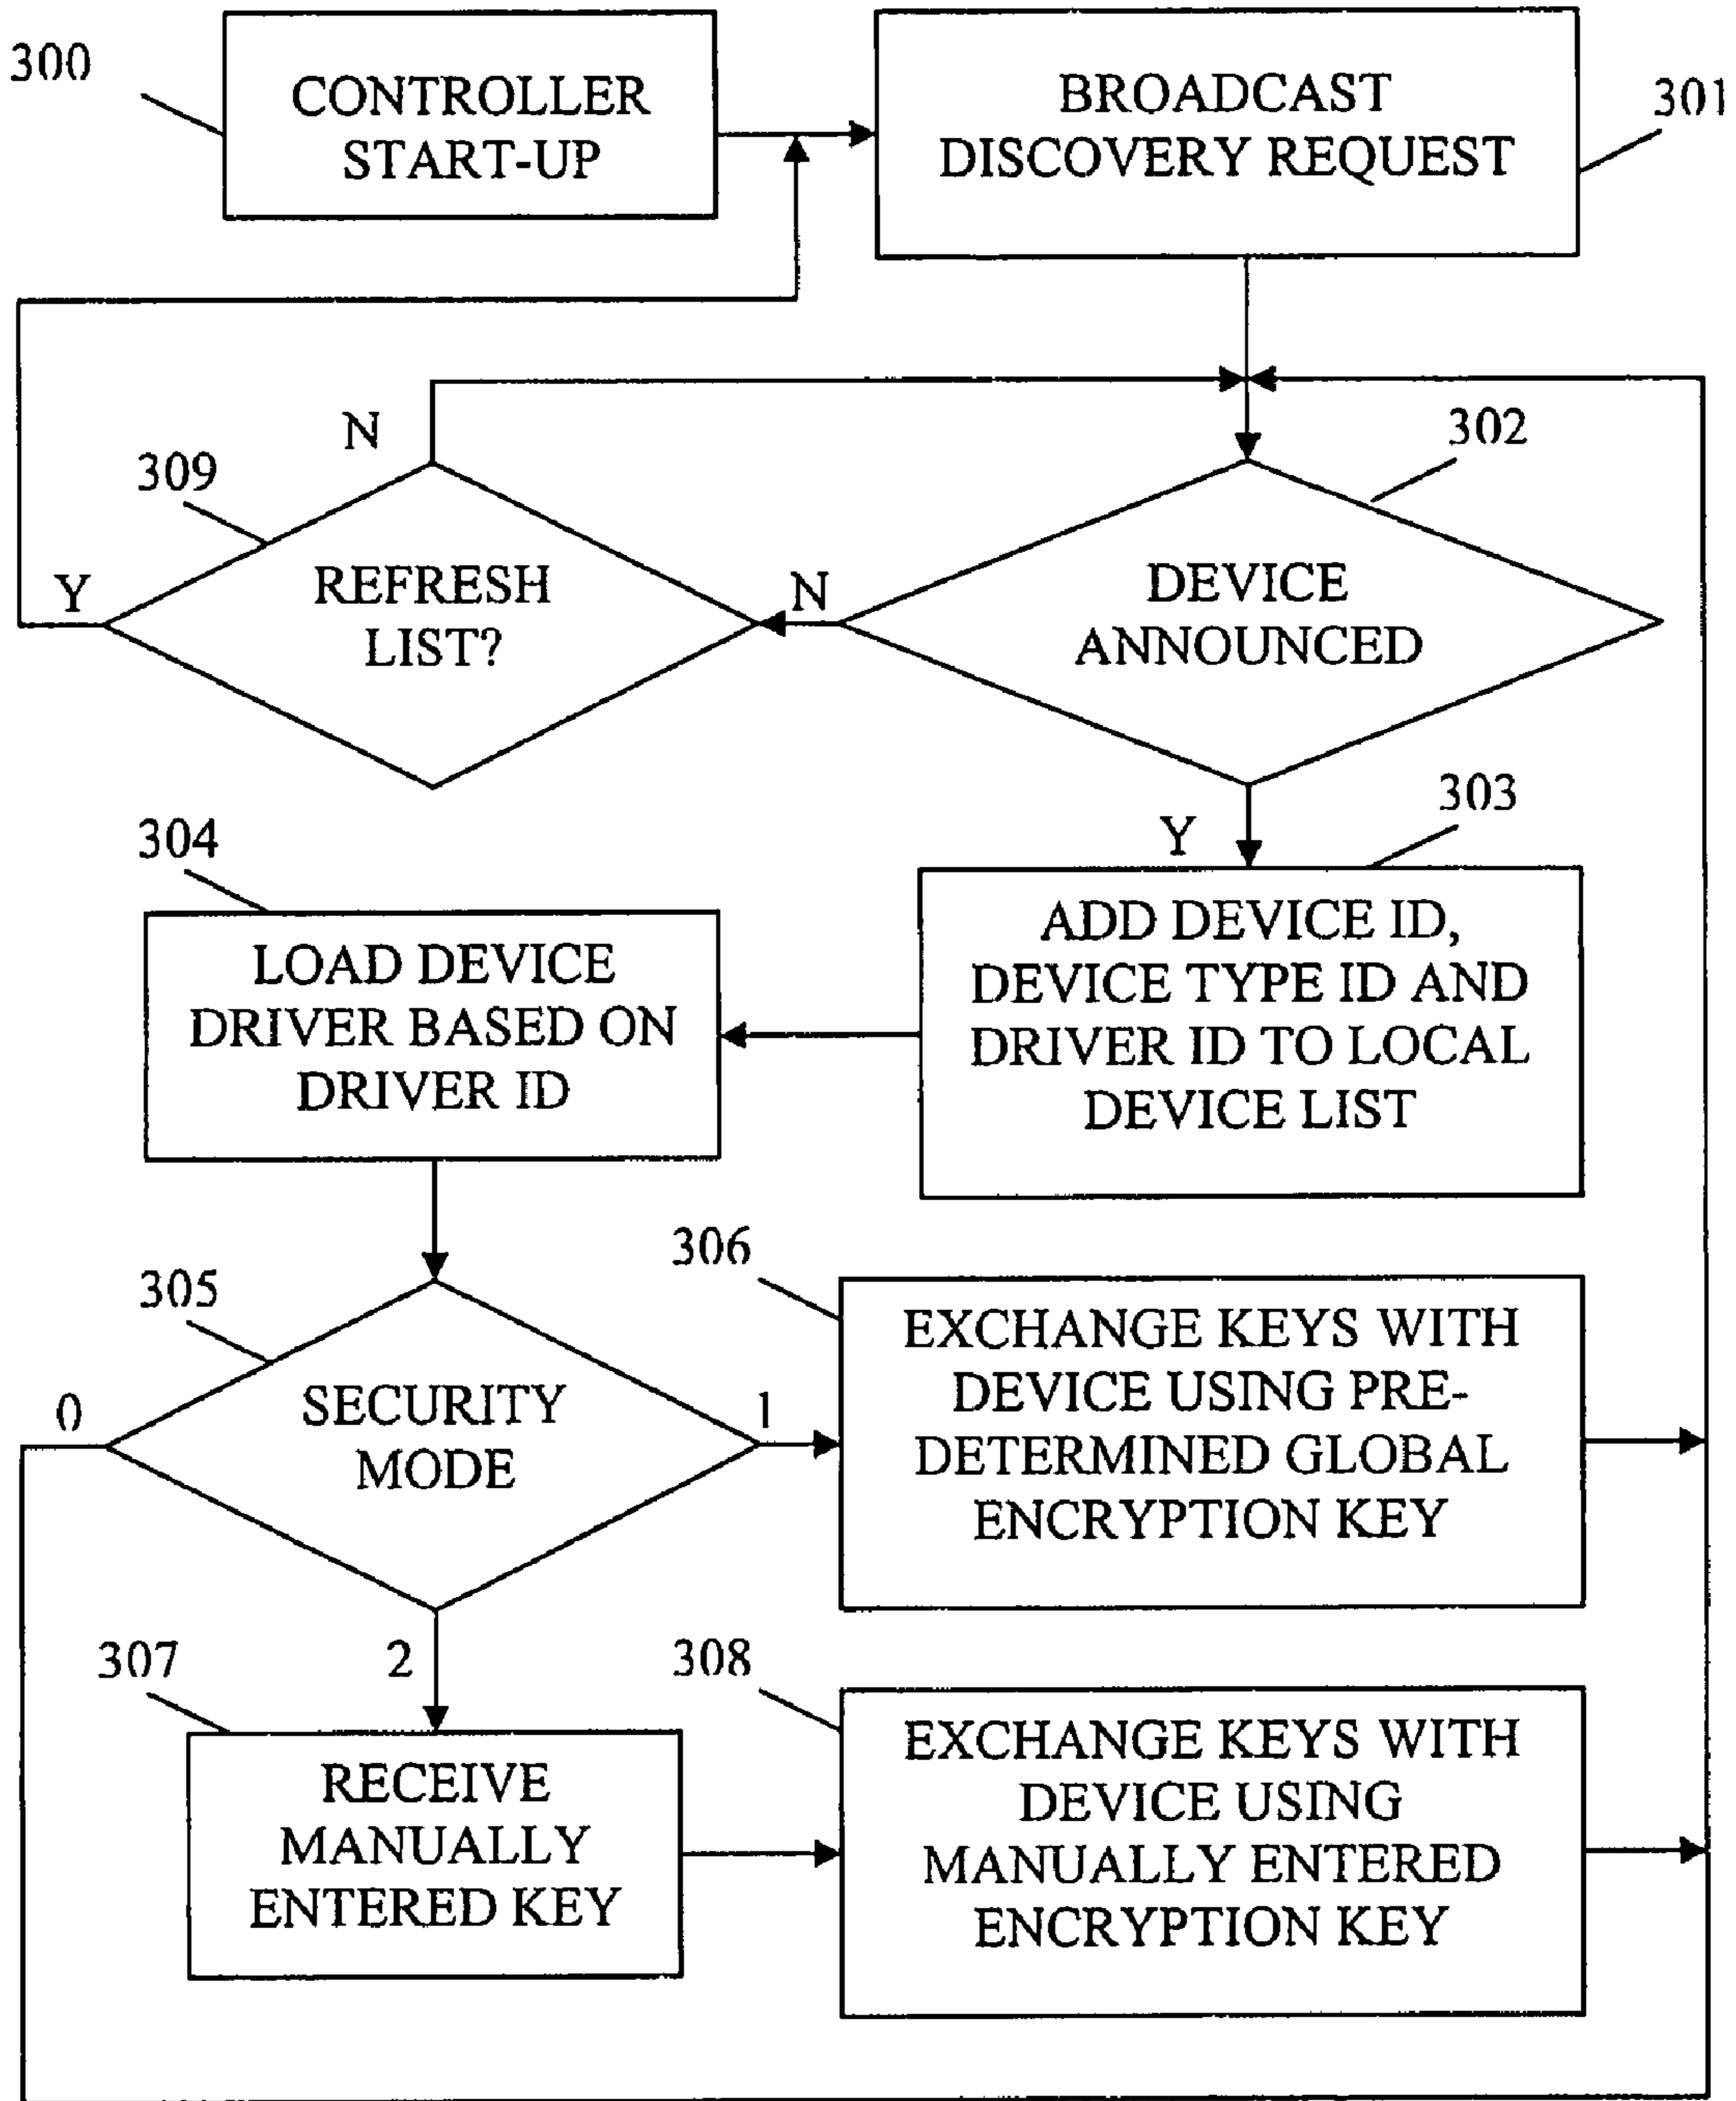 300
CONTROLLER
START-UP
BROADCAST
DISCOVERY REQUEST
301
N
309
REFRESH
LIST?
Y
N
302
DEVICE
ANNOUNCED
Y
303
ADD DEVICE ID,
DEVICE TYPE ID AND
DRIVER ID TO LOCAL
DEVICE LIST
304
LOAD DEVICE
DRIVER BASED ON
DRIVER ID
305
SECURITY
MODE
0
1
2
306
EXCHANGE KEYS WITH
DEVICE USING PRE-
DETERMINED GLOBAL
ENCRYPTION KEY
307
RECEIVE
MANUALLY
ENTERED KEY
308
EXCHANGE KEYS WITH
DEVICE USING
MANUALLY ENTERED
ENCRYPTION KEY